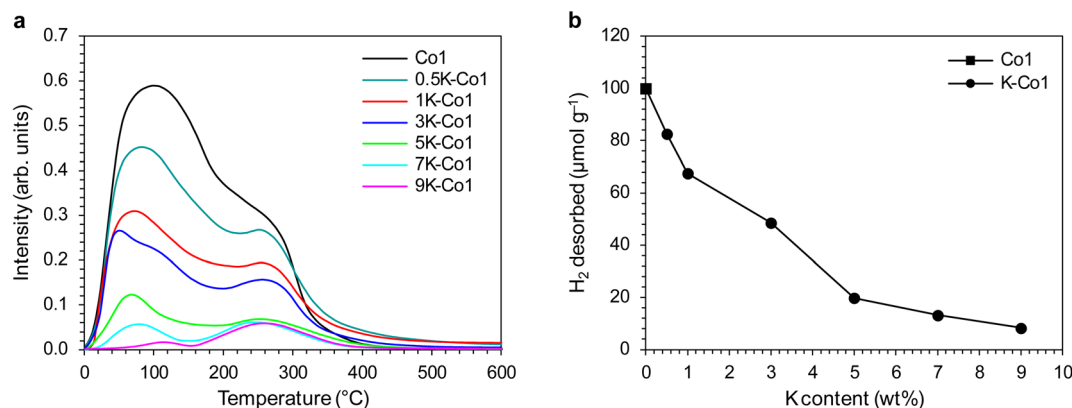 a
0.7
0.6
0.5
0.4
0.3
0.2
0.1
0.0
Intensity (arb. units)
0
100
200
300
400
500
600
Temperature (°C)
Co1
0.5K-Co1
1K-Co1
3K-Co1
5K-Co1
7K-Co1
9K-Co1
b
120
100
80
60
40
20
0
H₂ desorbed (µmol g⁻¹)
0
1
2
3
4
5
6
7
8
9
10
K content (wt%)
Co1
K-Co1